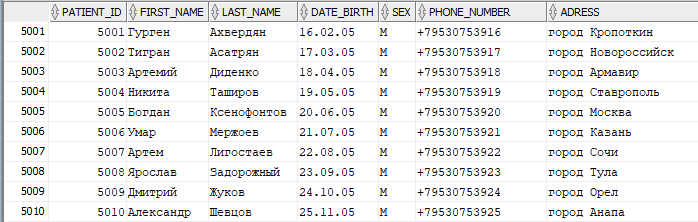 PATIENT_ID FIRST_NAME LAST_NAME DATE_BIRTH SEX PHONE_NUMBER ADRESS
5001 5001 Гурген Ахвердян 16.02.05 М +79530753916 город Кропоткин
5002 5002 Тигран Асатрян 17.03.05 М +79530753917 город Новороссийск
5003 5003 Артемий Диденко 18.04.05 М +79530753918 город Армавир
5004 5004 Никита Таширов 19.05.05 М +79530753919 город Ставрополь
5005 5005 Богдан Ксенофонтов 20.06.05 М +79530753920 город Москва
5006 5006 Умар Мержоев 21.07.05 М +79530753921 город Казань
5007 5007 Артем Лигостаев 22.08.05 М +79530753922 город Сочи
5008 5008 Ярослав Задорожный 23.09.05 М +79530753923 город Тула
5009 5009 Дмитрий Жуков 24.10.05 М +79530753924 город Орел
5010 5010 Александр Шевцов 25.11.05 М +79530753925 город Анапа